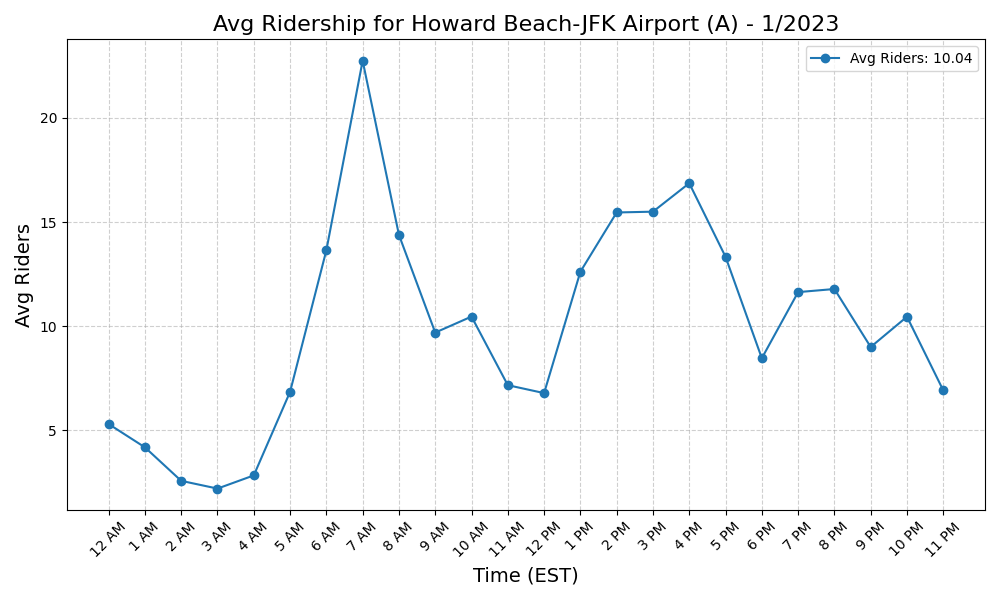 Avg Ridership for Howard Beach-JFK Airport (A) - 1/2023
Avg Riders: 10.04
Avg Riders
20
15
10
5
12 AM
1 AM
2 AM
3 AM
4 AM
5 AM
6 AM
7 AM
8 AM
9 AM
10 AM
11 AM
12 PM
1 PM
2 PM
3 PM
4 PM
5 PM
6 PM
7 PM
8 PM
9 PM
10 PM
11 PM
Time (EST)